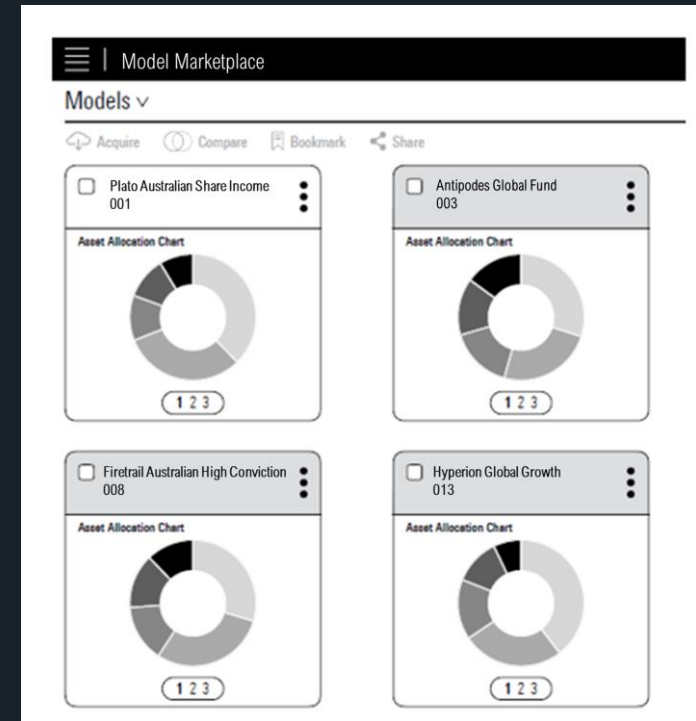 Model Marketplace
Models
Acquire Compare Bookmark Share
Plato Australian Share Income
001
Asset Allocation Chart
1 2 3
Antipodes Global Fund
003
Asset Allocation Chart
1 2 3
Firetrail Australian High Conviction
008
Asset Allocation Chart
1 2 3
Hyperion Global Growth
013
Asset Allocation Chart
1 2 3